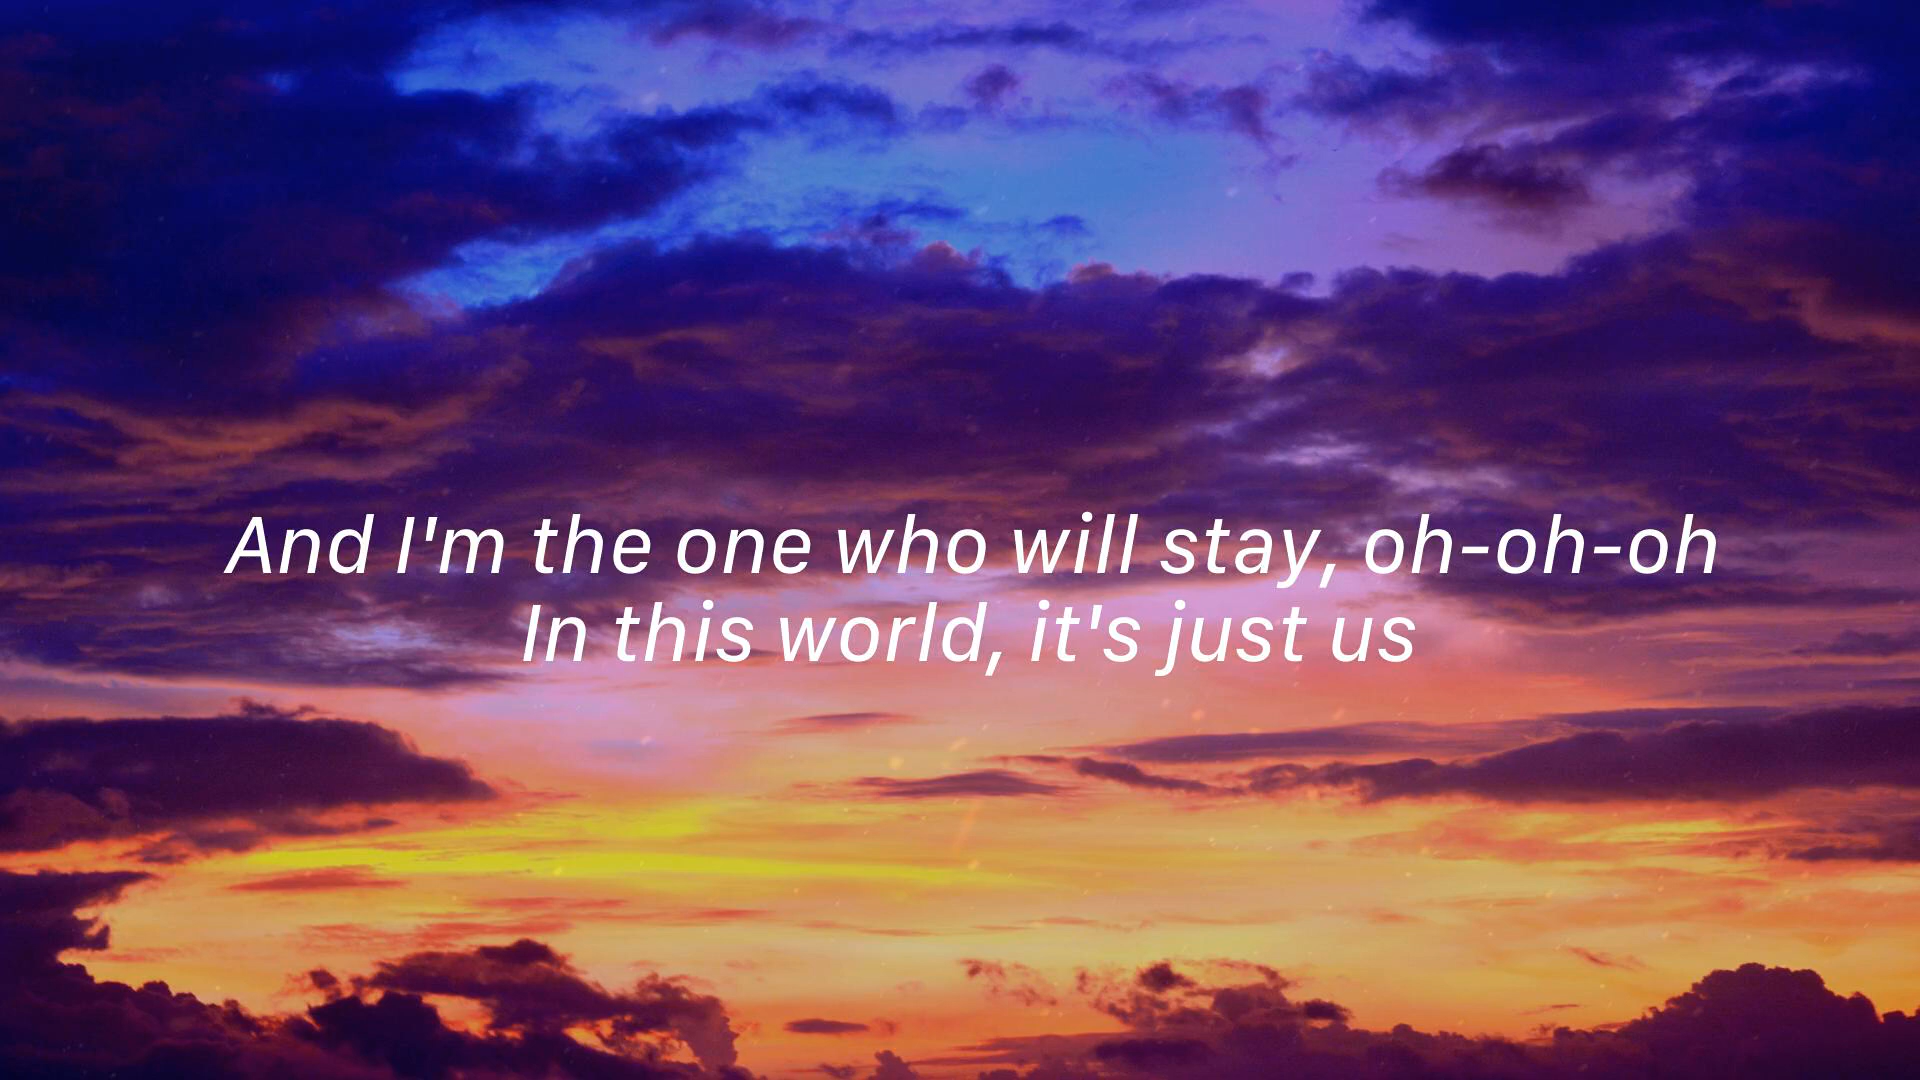 And I'm the one who will stay, oh-oh-oh
In this world, it's just us